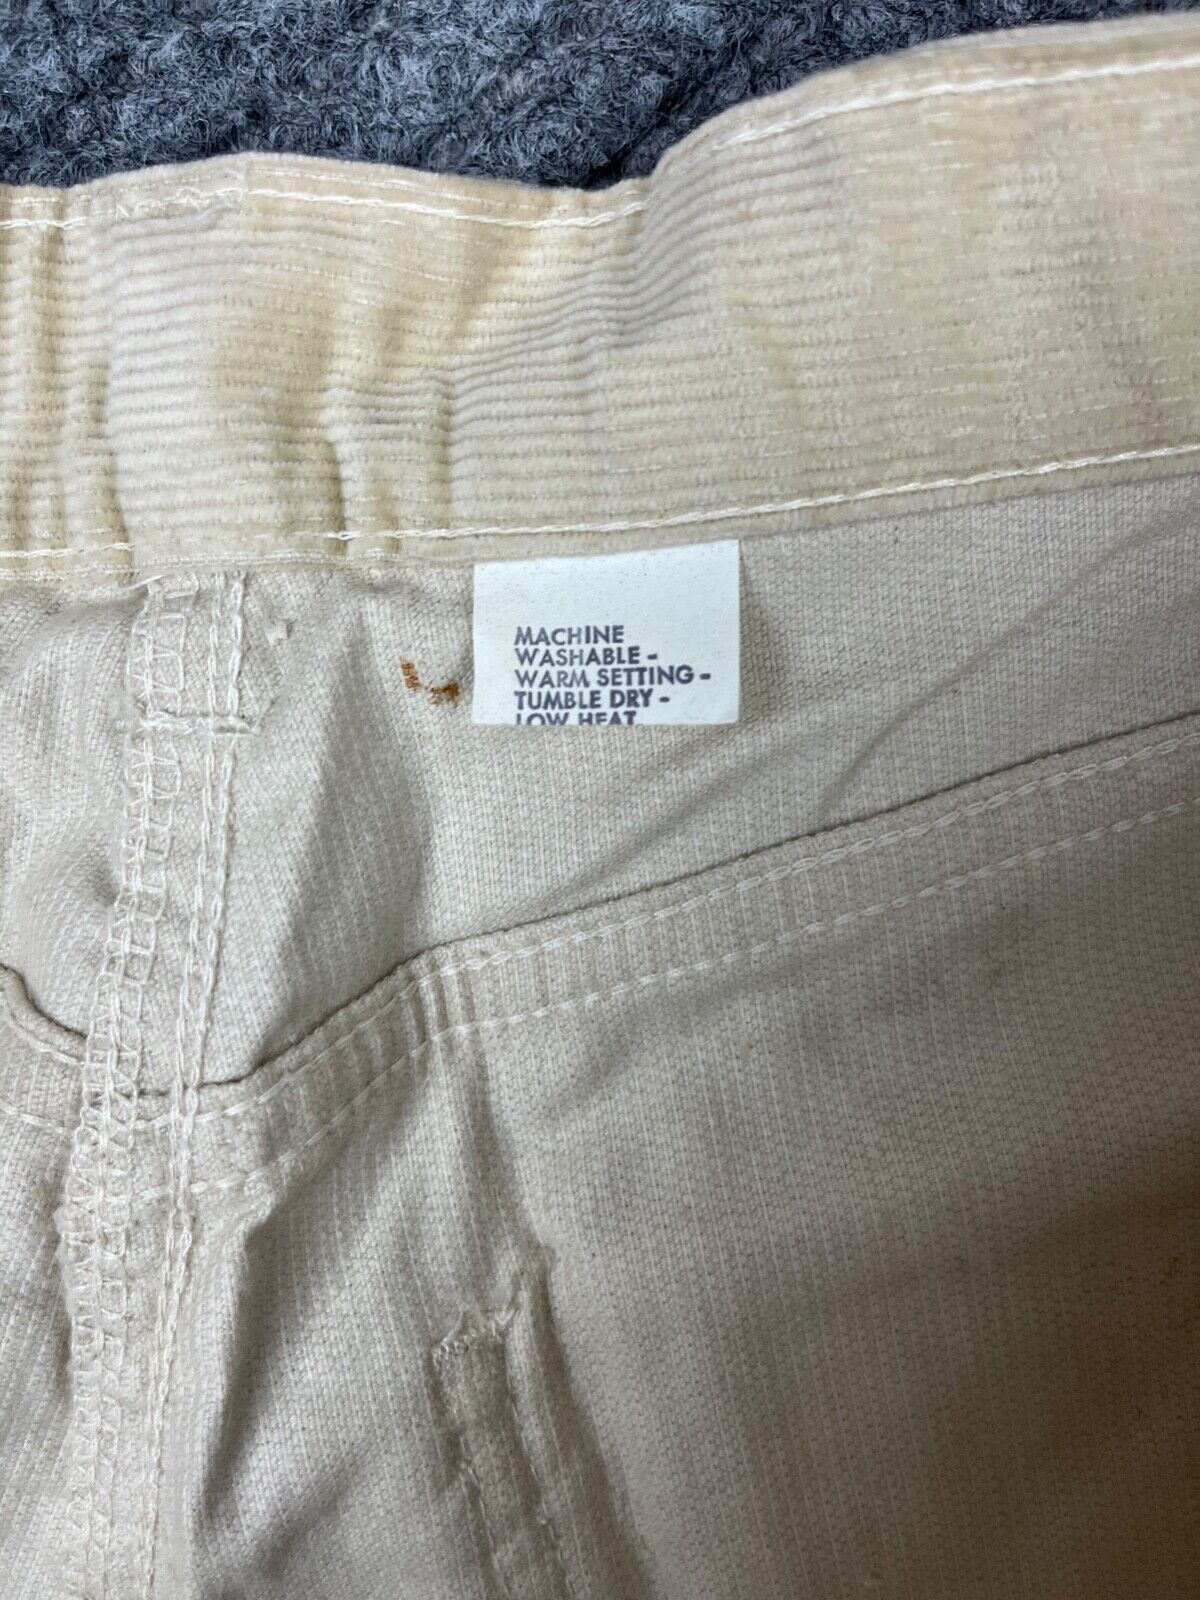 MACHINE
WASHABLE -
WARM SETTING -
TUMBLE DRY -
LOW HEAT